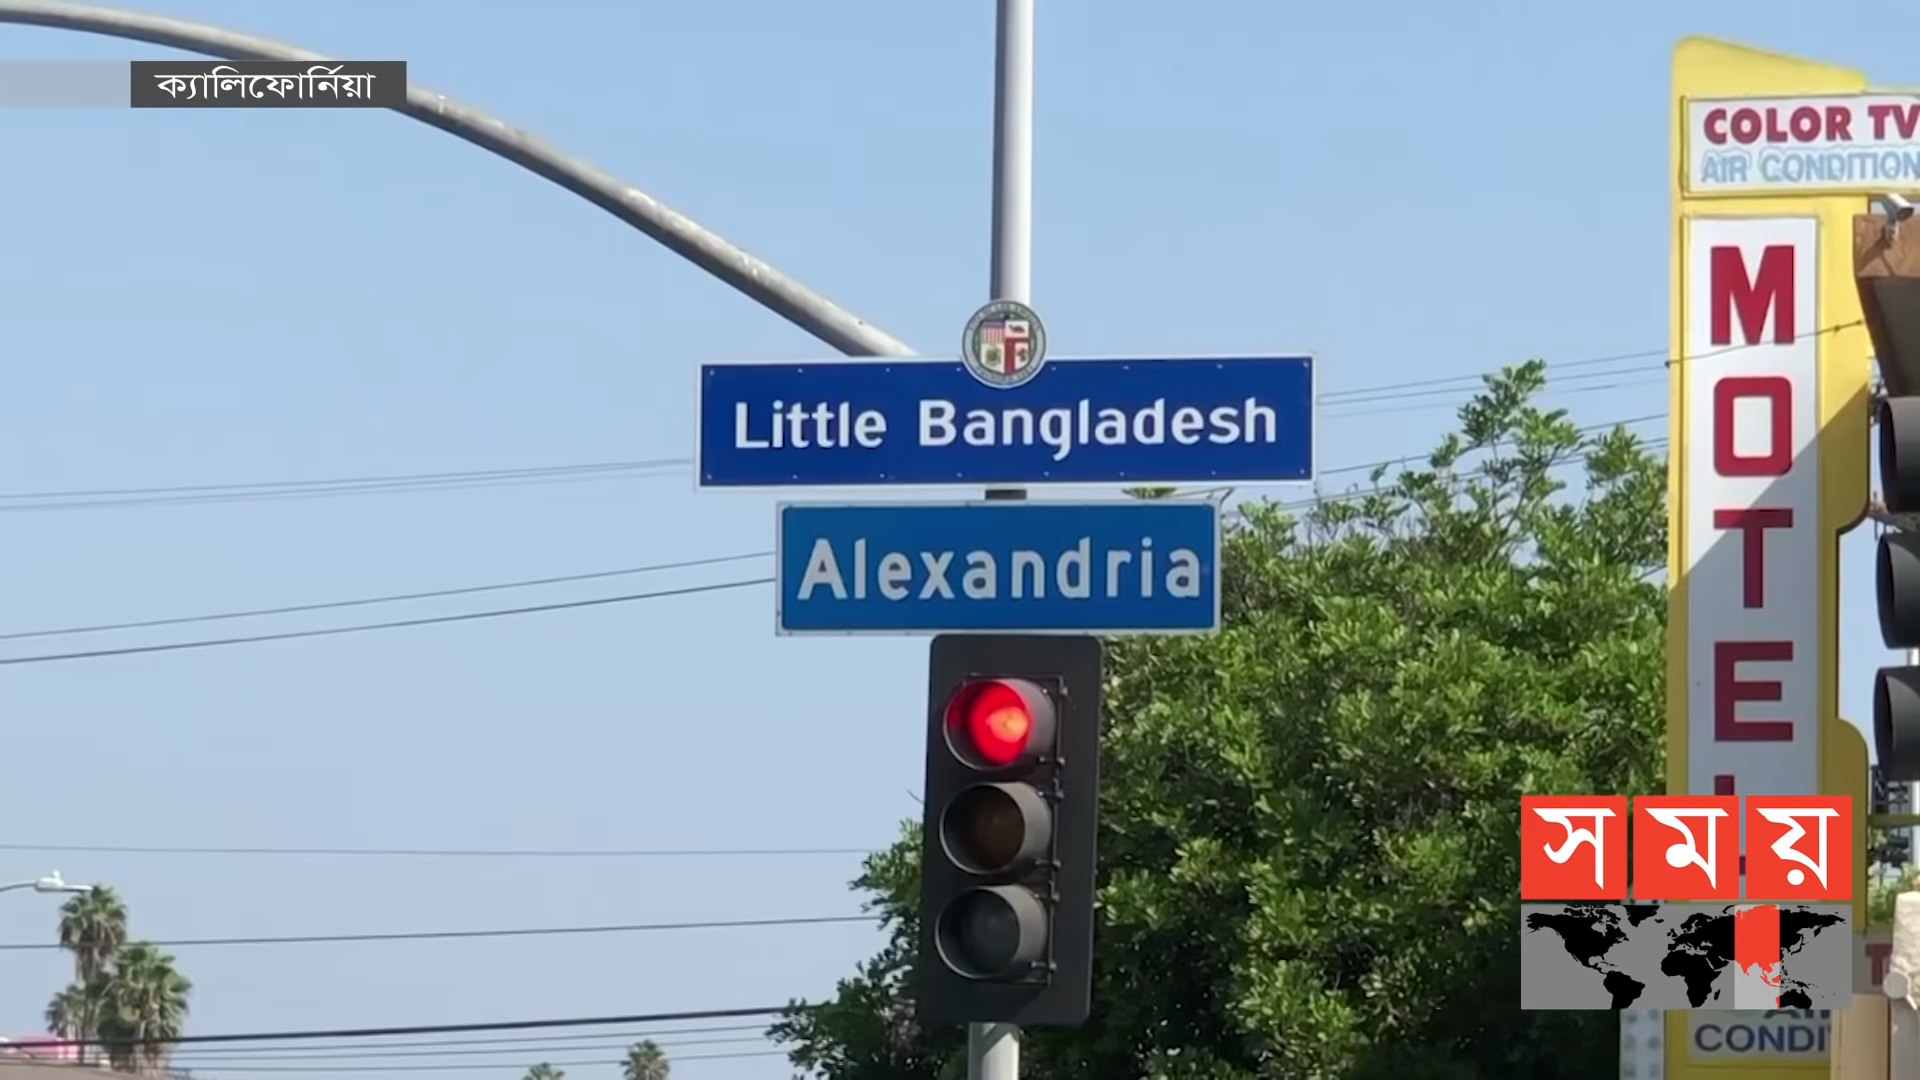 ক্যালিফোর্নিয়া
COLOR TV
AIR CONDITION
MOTEL
Little Bangladesh
Alexandria
সময়
CONDI